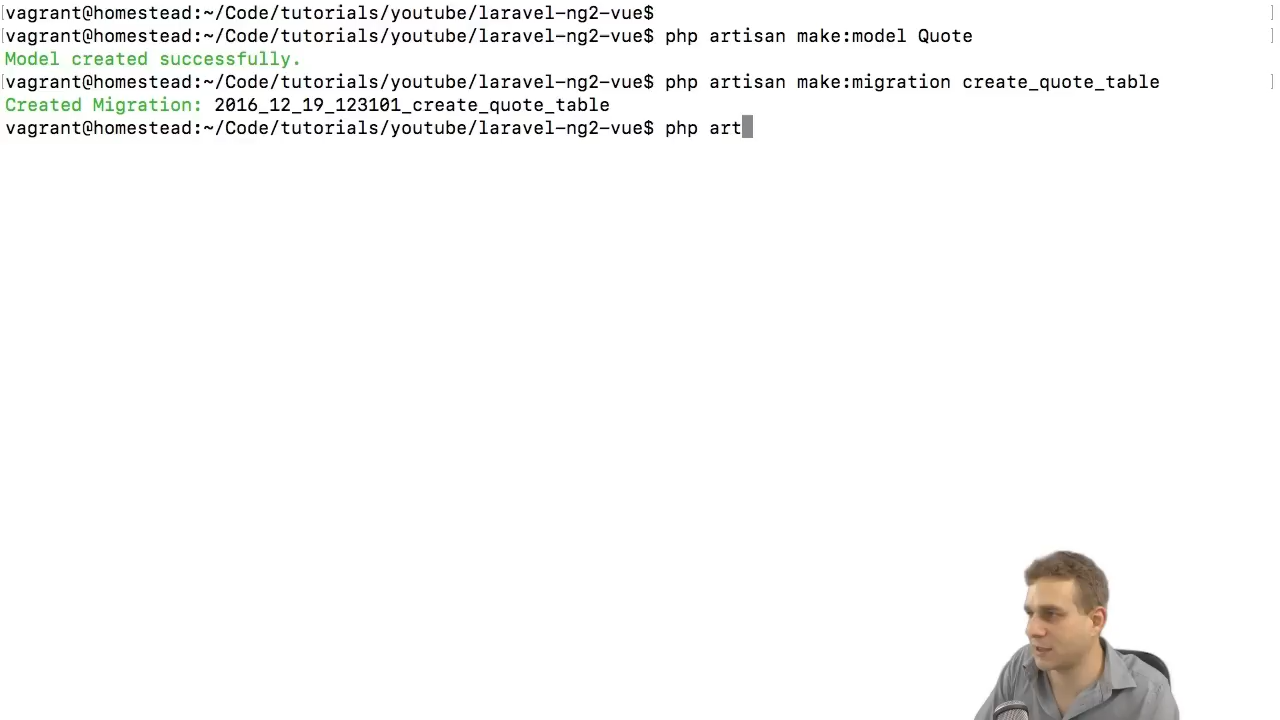 vagrant@homestead:~/Code/tutorials/youtube/laravel-ng2-vue$
vagrant@homestead:~/Code/tutorials/youtube/laravel-ng2-vue$ php artisan make:model Quote
Model created successfully.
vagrant@homestead:~/Code/tutorials/youtube/laravel-ng2-vue$ php artisan make:migration create_quote_table
Created Migration: 2016_12_19_123101_create_quote_table
vagrant@homestead:~/Code/tutorials/youtube/laravel-ng2-vue$ php art